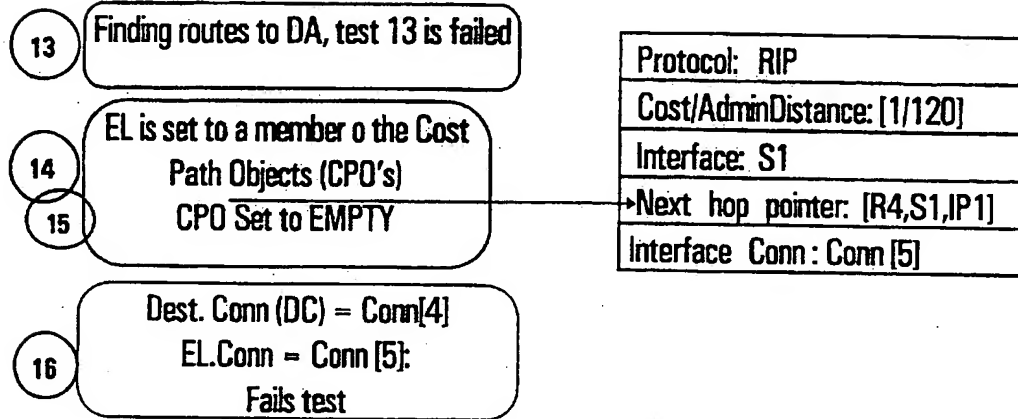 13
Finding routes to DA, test 13 is failed
14
15
EL is set to a member o the Cost
Path Objects (CPO's)
CPO Set to EMPTY
Protocol: RIP
Cost/AdminDistance: [1/120]
Interface: S1
Next hop pointer: [R4,S1,IP1]
Interface Conn: Conn [5]
16
Dest. Conn (DC) = Conn[4]
EL.Conn = Conn [5]:
Fails test